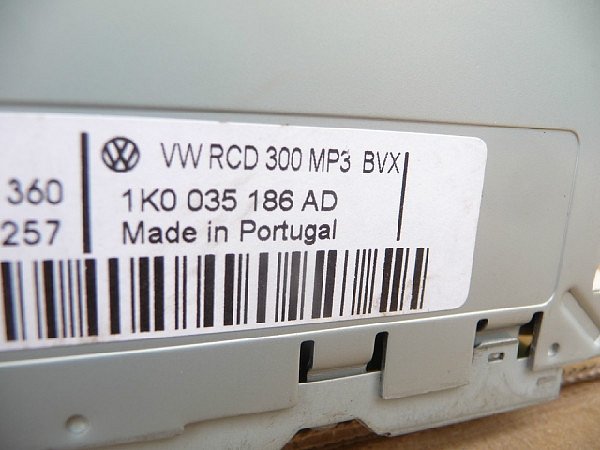 VW RCD 300 MP3 BVX
360 1K0 035 186 AD
257 Made in Portugal